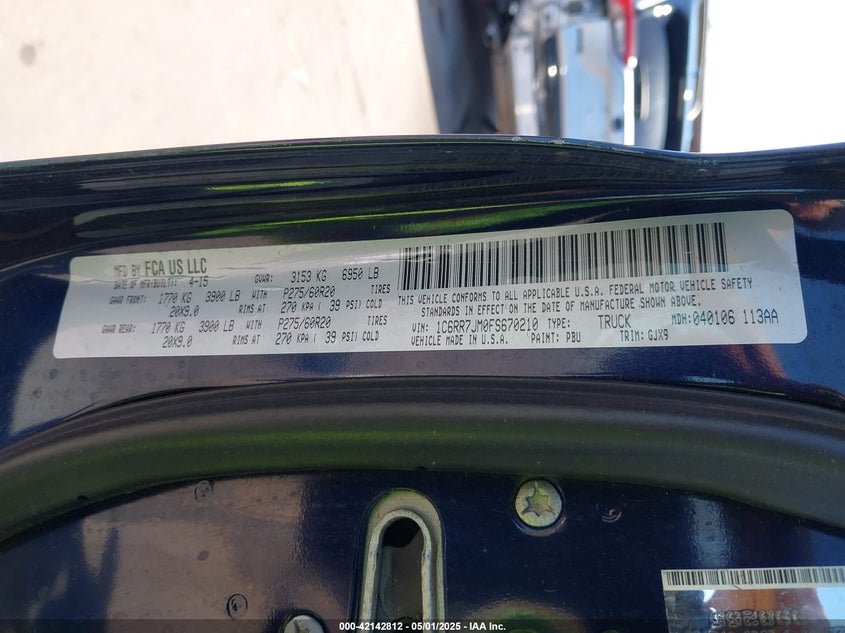 MFD BY FCA US LLC
DATE OF MFR(BUILT): 4-15 GVWR: 3153 KG 6950 LB
GAWR FRONT: 1770 KG 3900 LB WITH P275/60R20 TIRES
20X9.0 RIMS AT 270 KPA ( 39 PSI) COLD
GAWR REAR: 1770 KG 3900 LB WITH P275/60R20 TIRES
20X9.0 RIMS AT 270 KPA ( 39 PSI) COLD
THIS VEHICLE CONFORMS TO ALL APPLICABLE U.S.A. FEDERAL MOTOR VEHICLE SAFETY
STANDARDS IN EFFECT ON THE DATE OF MANUFACTURE SHOWN ABOVE.
VIN: 1C6RR7JM0FS670210 TYPE: TRUCK MDH: 040106 113AA
VEHICLE MADE IN U.S.A. PAINT: PBU TRIM: GJX9
000-42142812 - 05/01/2025 - IAA Inc.